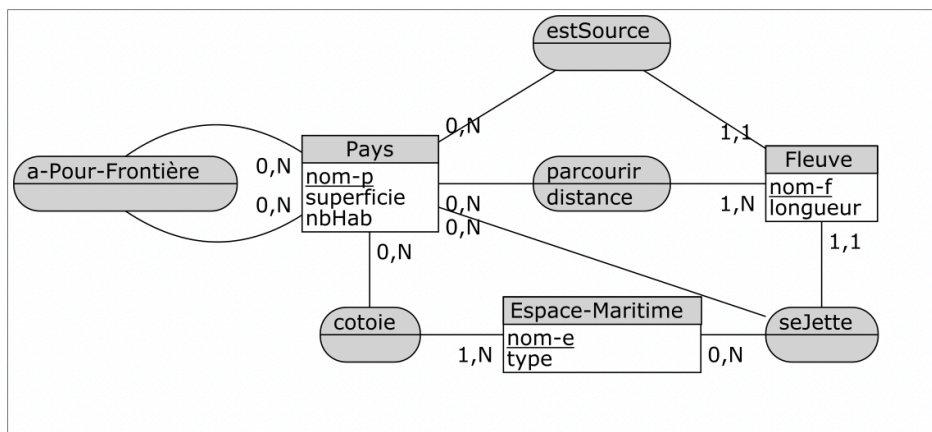 estSource
0,N
1,1
a-Pour-Frontière
0,N
0,N
Pays
nom-p
superficie
nbHab
parcourir
distance
Fleuve
nom-f
longueur
0,N
0,N
1,N
1,1
0,N
cotoie
1,N
Espace-Maritime
nom-e
type
0,N
seJette